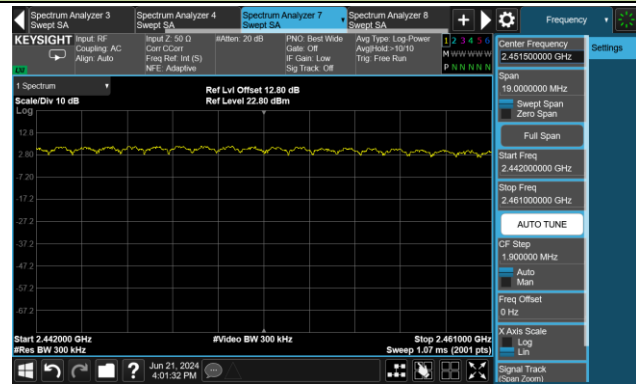 Spectrum Analyzer 3
Swept SA
Spectrum Analyzer 4
Swept SA
Spectrum Analyzer 7
Swept SA
Spectrum Analyzer 8
Swept SA
+
Frequency
KEYSIGHT
Input: RF
Coupling: AC
Align: Auto
Input Z: 50 Ω
Corr CCorr
Freq Ref: Int (S)
NFE: Adaptive
#Atten: 20 dB
PNO: Best Wide
Gate: Off
IF Gain: Low
Sig Track: Off
Avg Type: Log-Power
Avg|Hold:>10/10
Trig: Free Run
1 2 3 4 5 6
M W W W W W
P N N N N N
LW
1 Spectrum
Scale/Div 10 dB
Ref Lvl Offset 12.80 dB
Ref Level 22.80 dBm
Log
12.8
2.80
-7.20
-17.2
-27.2
-37.2
-47.2
-57.2
-67.2
Start 2.442000 GHz
#Res BW 300 kHz
#Video BW 300 kHz
Stop 2.461000 GHz
Sweep 1.07 ms (2001 pts)
Center Frequency
2.451500000 GHz
Settings
Span
19.0000000 MHz
Swept Span
Zero Span
Full Span
Start Freq
2.442000000 GHz
Stop Freq
2.461000000 GHz
AUTO TUNE
CF Step
1.900000 MHz
Auto
Man
Freq Offset
0 Hz
X Axis Scale
Log
Lin
Signal Track
(Span Zoom)
?
Jun 21, 2024
4:01:32 PM